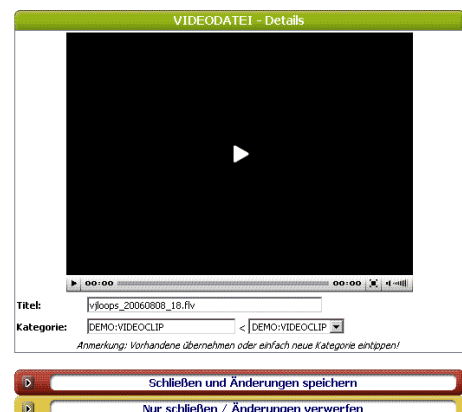 VIDEODATEI - Details
00:00 00:00
Titel: vjloops_20060808_18.flv
Kategorie: DEMO:VIDEOCLIP < DEMO:VIDEOCLIP
Anmerkung: Vorhandene übernehmen oder einfach neue Kategorie eintippen!
Schließen und Änderungen speichern
Nur schließen / Änderungen verwerfen